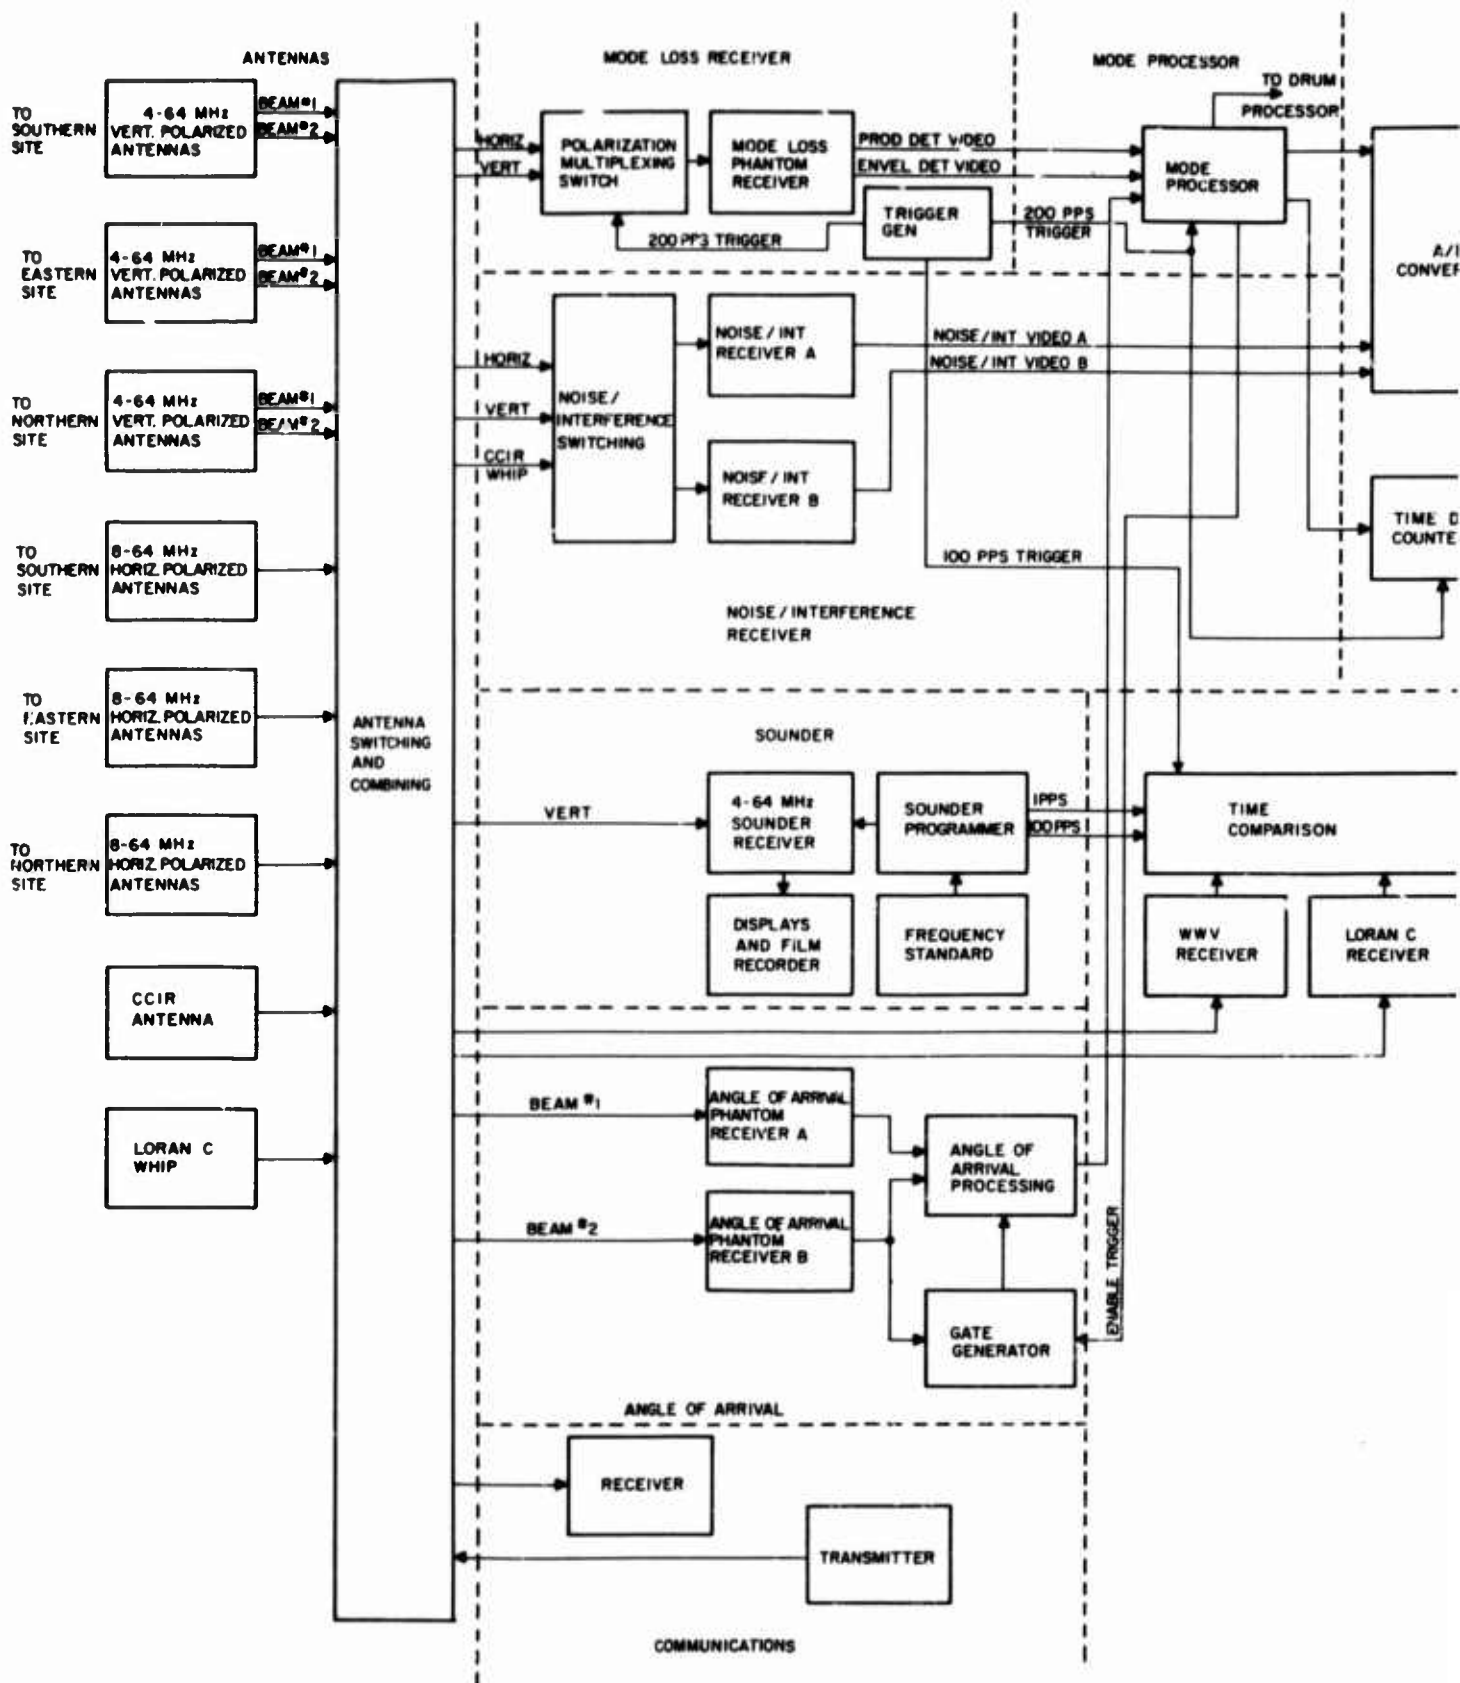 ANTENNAS
TO
SOUTHERN
SITE
4-64 MHz
VERT. POLARIZED
ANTENNAS
BEAM #1
BEAM #2
TO
EASTERN
SITE
4-64 MHz
VERT. POLARIZED
ANTENNAS
BEAM #1
BEAM #2
TO
NORTHERN
SITE
4-64 MHz
VERT. POLARIZED
ANTENNAS
BEAM #1
BEAM #2
TO
SOUTHERN
SITE
8-64 MHz
HORIZ. POLARIZED
ANTENNAS
TO
EASTERN
SITE
8-64 MHz
HORIZ. POLARIZED
ANTENNAS
TO
NORTHERN
SITE
8-64 MHz
HORIZ. POLARIZED
ANTENNAS
CCIR
ANTENNA
LORAN C
WHIP
ANTENNA
SWITCHING
AND
COMBINING
MODE LOSS RECEIVER
HORIZ
VERT
POLARIZATION
MULTIPLEXING
SWITCH
MODE LOSS
PHANTOM
RECEIVER
PROD DET VIDEO
ENVEL DET VIDEO
TRIGGER
GEN
200 PPS TRIGGER
200 PPS
TRIGGER
MODE PROCESSOR
TO DRUM
PROCESSOR
MODE
PROCESSOR
A/
CONVER
HORIZ
VERT
CCIR
WHIP
NOISE/
INTERFERENCE
SWITCHING
NOISE/INT
RECEIVER A
NOISE/INT
RECEIVER B
NOISE/INT VIDEO A
NOISE/INT VIDEO B
100 PPS TRIGGER
NOISE/INTERFERENCE
RECEIVER
TIME D
COUNTE
SOUNDER
VERT
4-64 MHz
SOUNDER
RECEIVER
SOUNDER
PROGRAMMER
1PPS
100PPS
DISPLAYS
AND FILM
RECORDER
FREQUENCY
STANDARD
TIME
COMPARISON
WWV
RECEIVER
LORAN C
RECEIVER
BEAM #1
ANGLE OF ARRIVAL
PHANTOM
RECEIVER A
BEAM #2
ANGLE OF ARRIVAL
PHANTOM
RECEIVER B
ANGLE OF
ARRIVAL
PROCESSING
GATE
GENERATOR
ENABLE TRIGGER
ANGLE OF ARRIVAL
RECEIVER
TRANSMITTER
COMMUNICATIONS